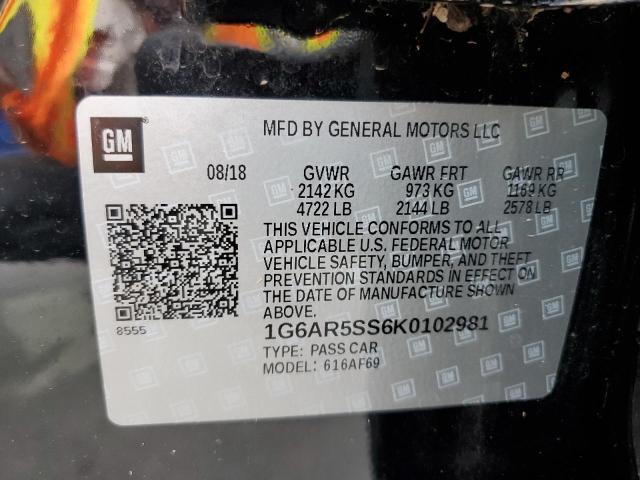 GM
MFD BY GENERAL MOTORS LLC
08/18 GVWR GAWR FRT GAWR RR
2142 KG 973 KG 1169 KG
4722 LB 2144 LB 2578 LB
THIS VEHICLE CONFORMS TO ALL
APPLICABLE U.S. FEDERAL MOTOR
VEHICLE SAFETY, BUMPER, AND THEFT
PREVENTION STANDARDS IN EFFECT ON
THE DATE OF MANUFACTURE SHOWN
ABOVE.
8555
1G6AR5SS6K0102981
TYPE: PASS CAR
MODEL: 616AF69